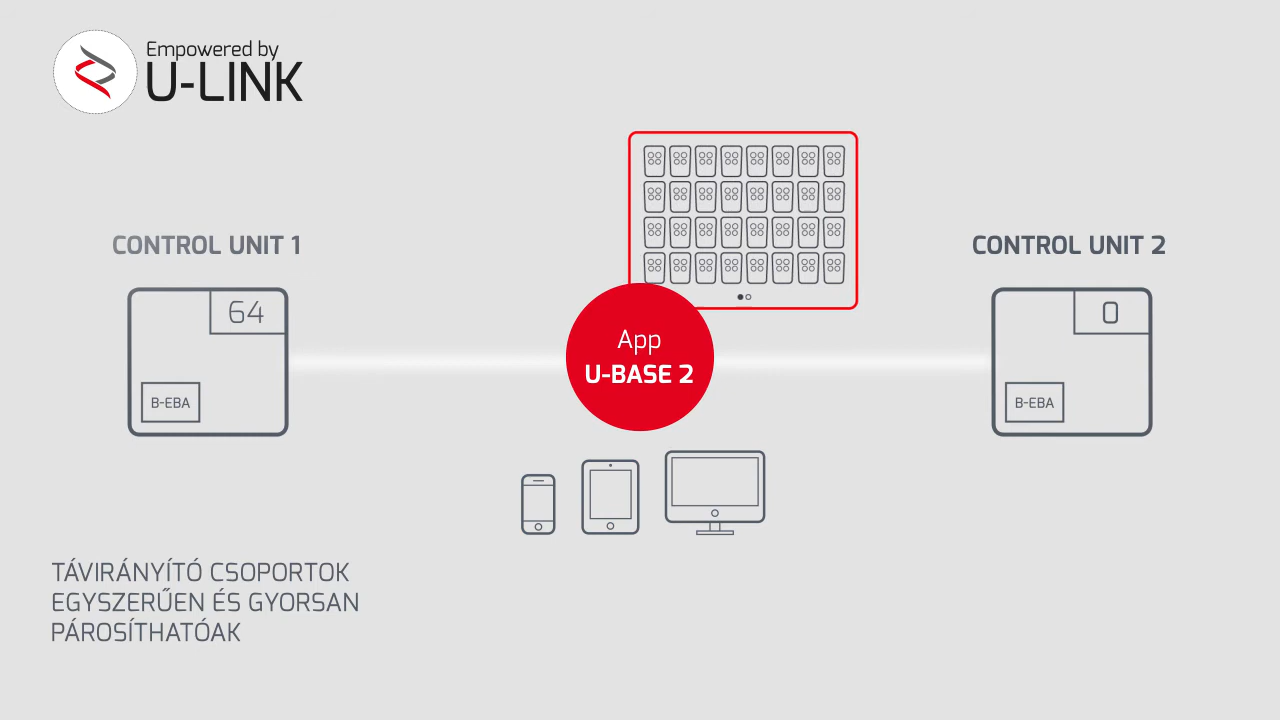 Empowered by
U-LINK
CONTROL UNIT 1
CONTROL UNIT 2
64
0
App
U-BASE 2
B-EBA
B-EBA
TÁVIRÁNYÍTÓ CSOPORTOK
EGYSZERŰEN ÉS GYORSAN
PÁROSÍTHATÓAK